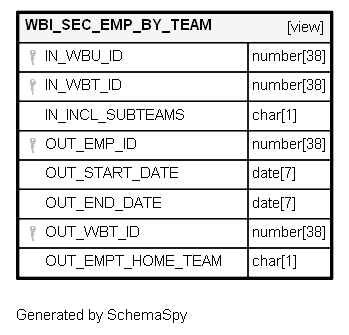 WBI_SEC_EMP_BY_TEAM [view]
IN_WBU_ID number[38]
IN_WBT_ID number[38]
IN_INCL_SUBTEAMS char[1]
OUT_EMP_ID number[38]
OUT_START_DATE date[7]
OUT_END_DATE date[7]
OUT_WBT_ID number[38]
OUT_EMPT_HOME_TEAM char[1]
Generated by SchemaSpy